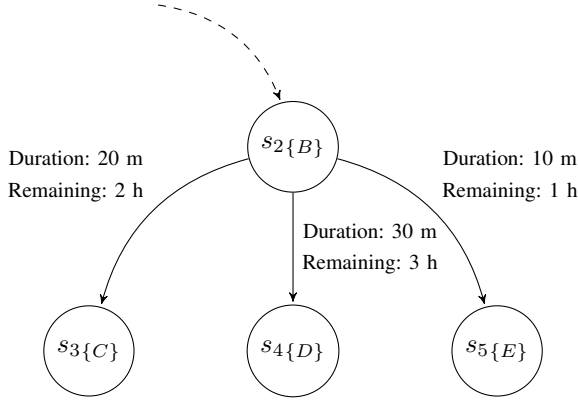 s2{B}
Duration: 20 m
Remaining: 2 h
Duration: 10 m
Remaining: 1 h
Duration: 30 m
Remaining: 3 h
s3{C}
s4{D}
s5{E}